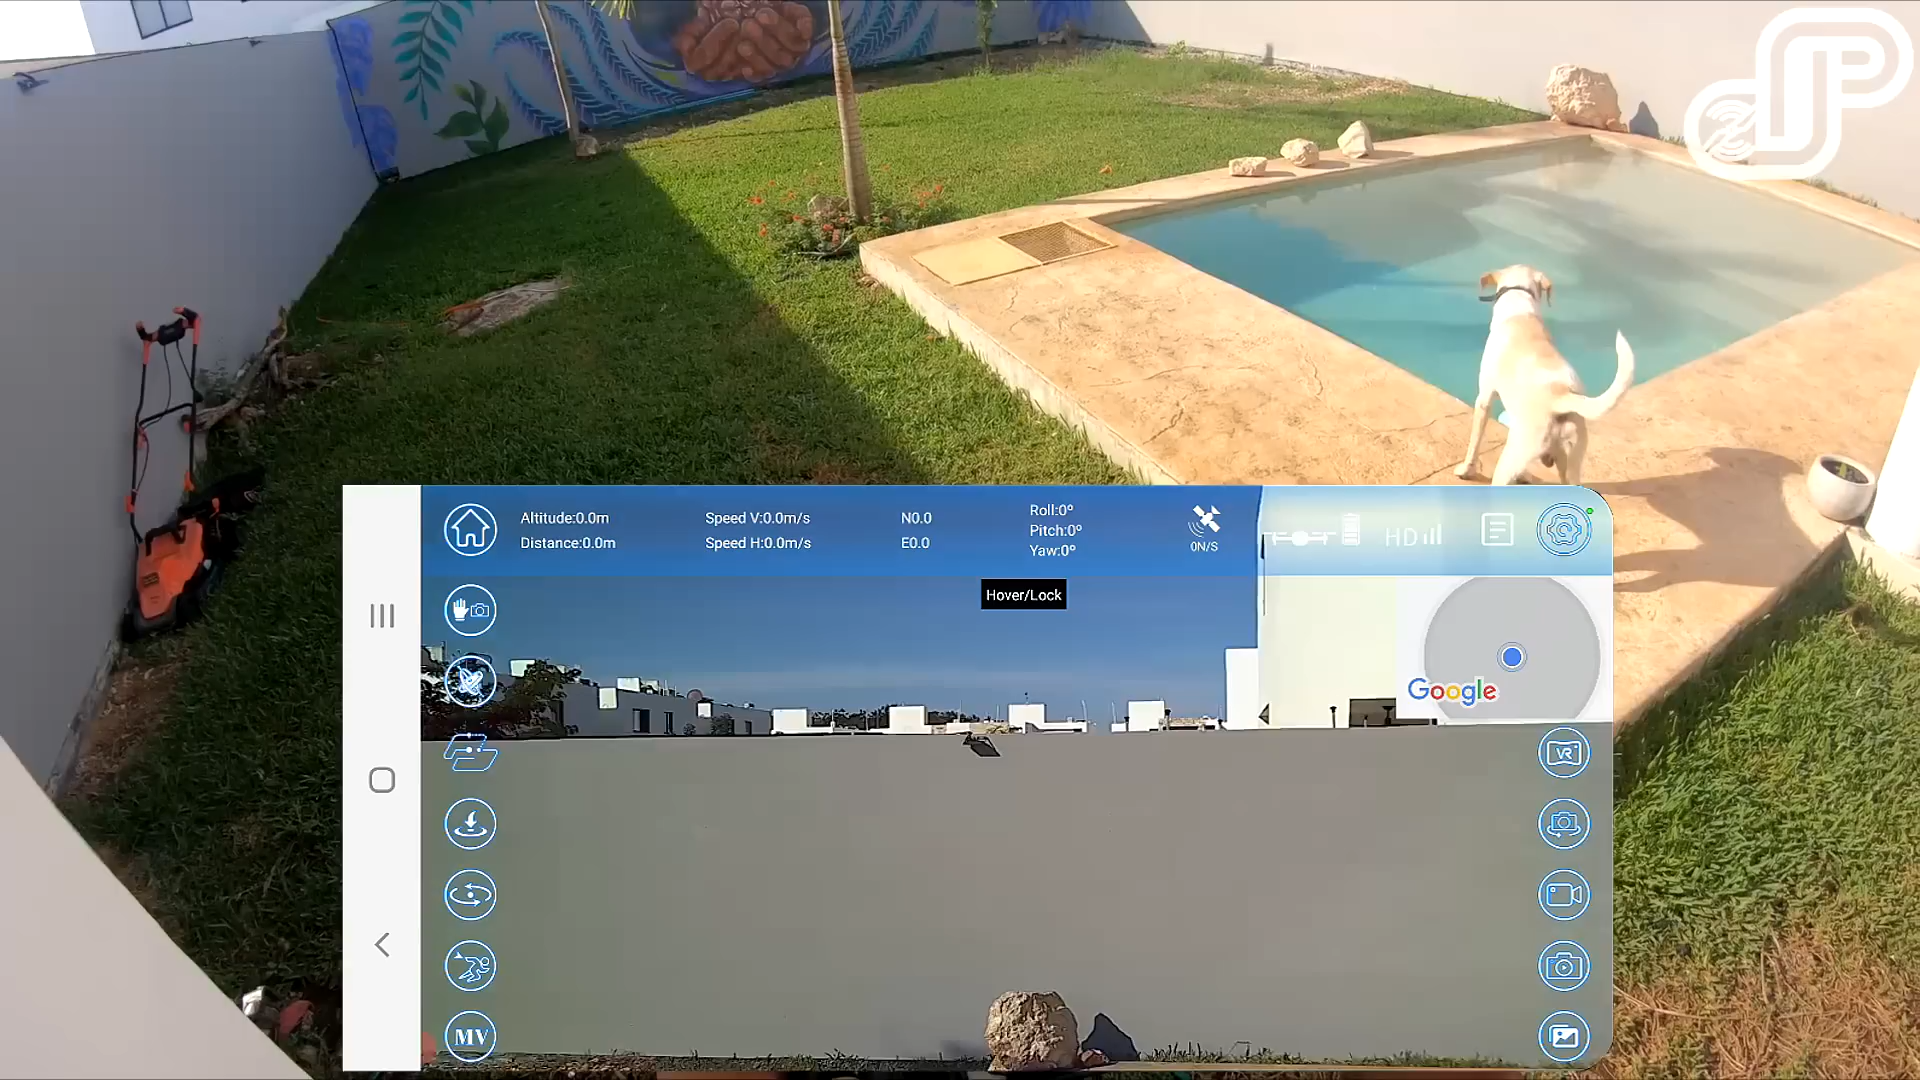 Altitude:0.0m
Distance:0.0m
Speed V:0.0m/s
Speed H:0.0m/s
N0.0
E0.0
Roll:0°
Pitch:0°
Yaw:0°
0N/S
HD
Hover/Lock
Google
VR
MV